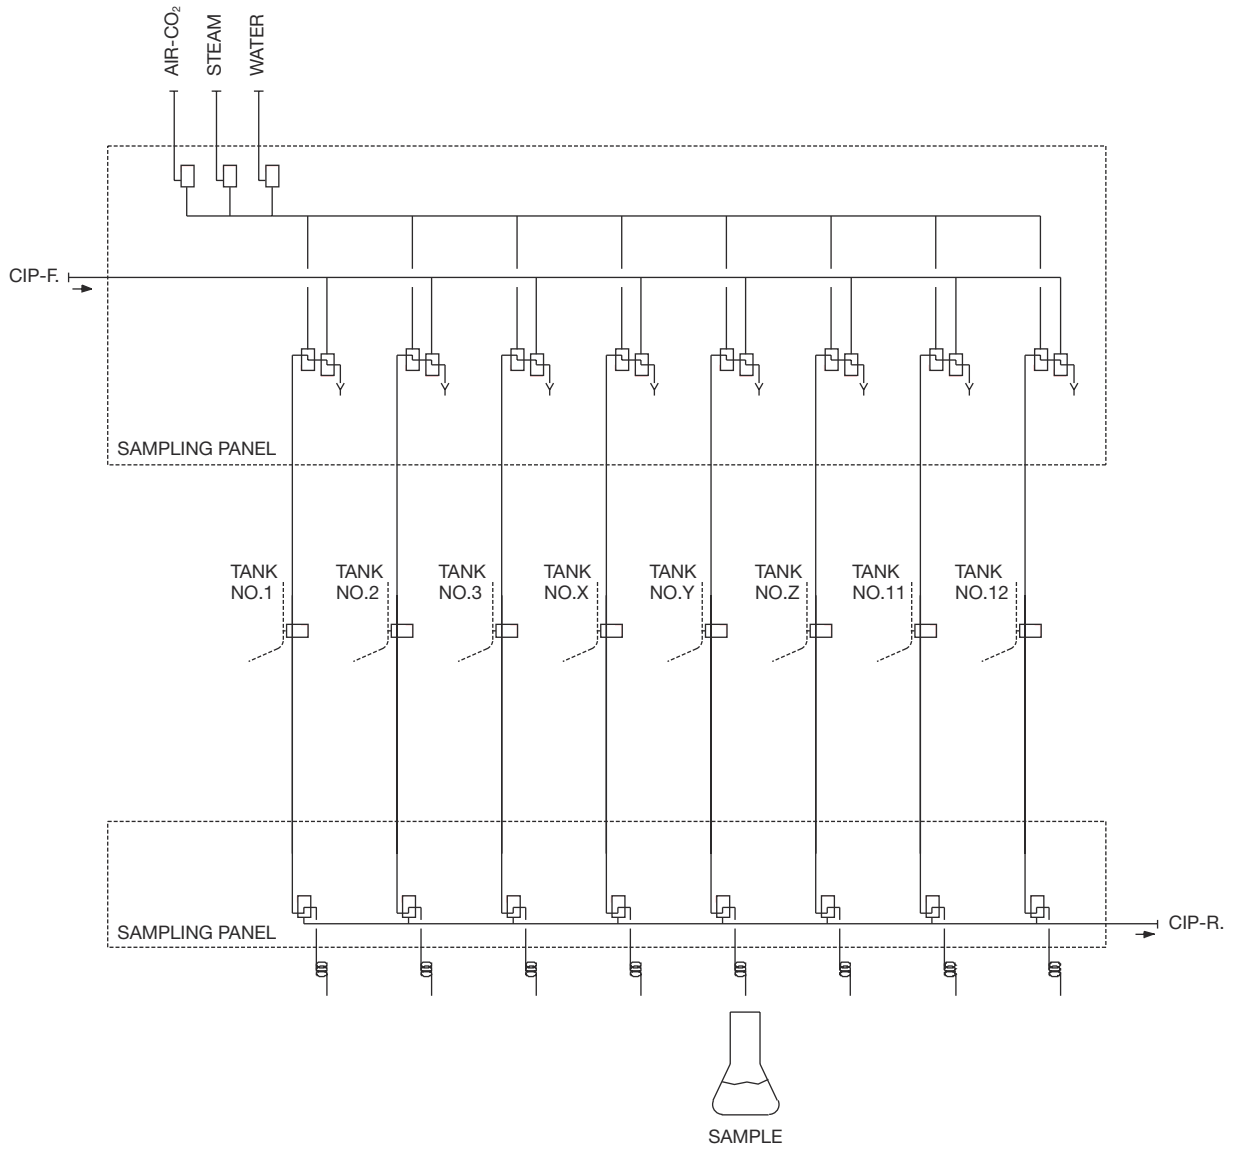 AIR-CO₂
STEAM
WATER
CIP-F.
SAMPLING PANEL
TANK
NO.1
TANK
NO.2
TANK
NO.3
TANK
NO.X
TANK
NO.Y
TANK
NO.Z
TANK
NO.11
TANK
NO.12
SAMPLING PANEL
CIP-R.
SAMPLE